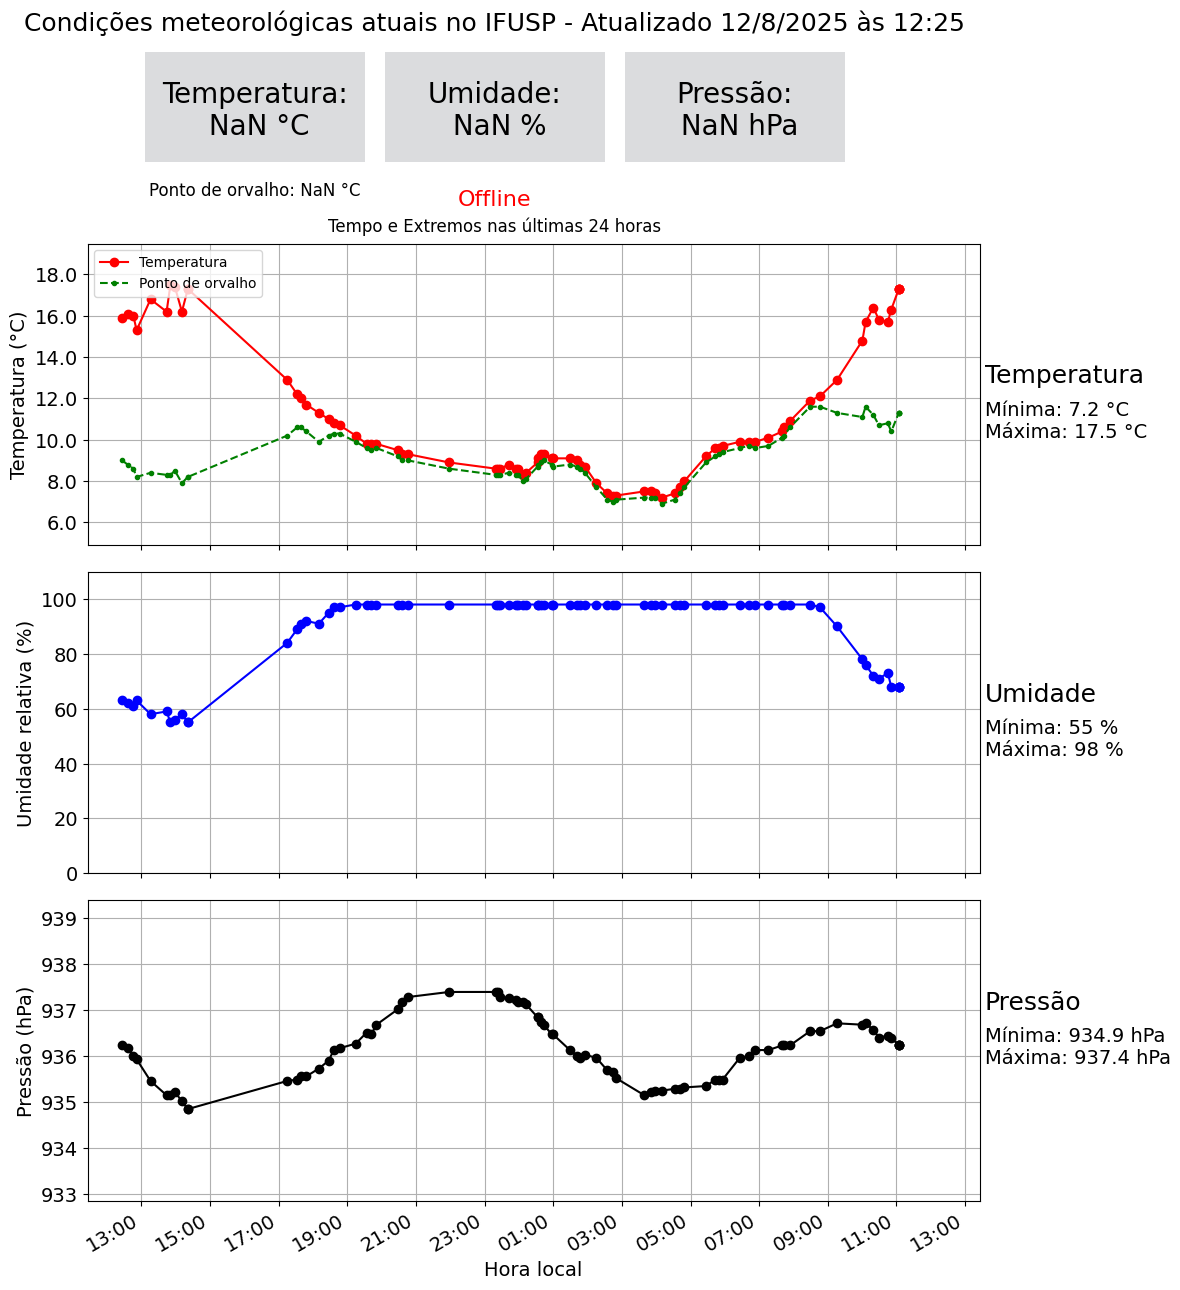 Condições meteorológicas atuais no IFUSP - Atualizado 12/8/2025 às 12:25
Temperatura:
NaN °C
Umidade:
NaN %
Pressão:
NaN hPa
Ponto de orvalho: NaN °C
Offline
Tempo e Extremos nas últimas 24 horas
Temperatura
Ponto de orvalho
Temperatura (°C)
18.0
16.0
14.0
12.0
10.0
8.0
6.0
Temperatura
Mínima: 7.2 °C
Máxima: 17.5 °C
Umidade relativa (%)
100
80
60
40
20
0
Umidade
Mínima: 55 %
Máxima: 98 %
Pressão (hPa)
939
938
937
936
935
934
933
Pressão
Mínima: 934.9 hPa
Máxima: 937.4 hPa
13:00 15:00 17:00 19:00 21:00 23:00 01:00 03:00 05:00 07:00 09:00 11:00 13:00
Hora local